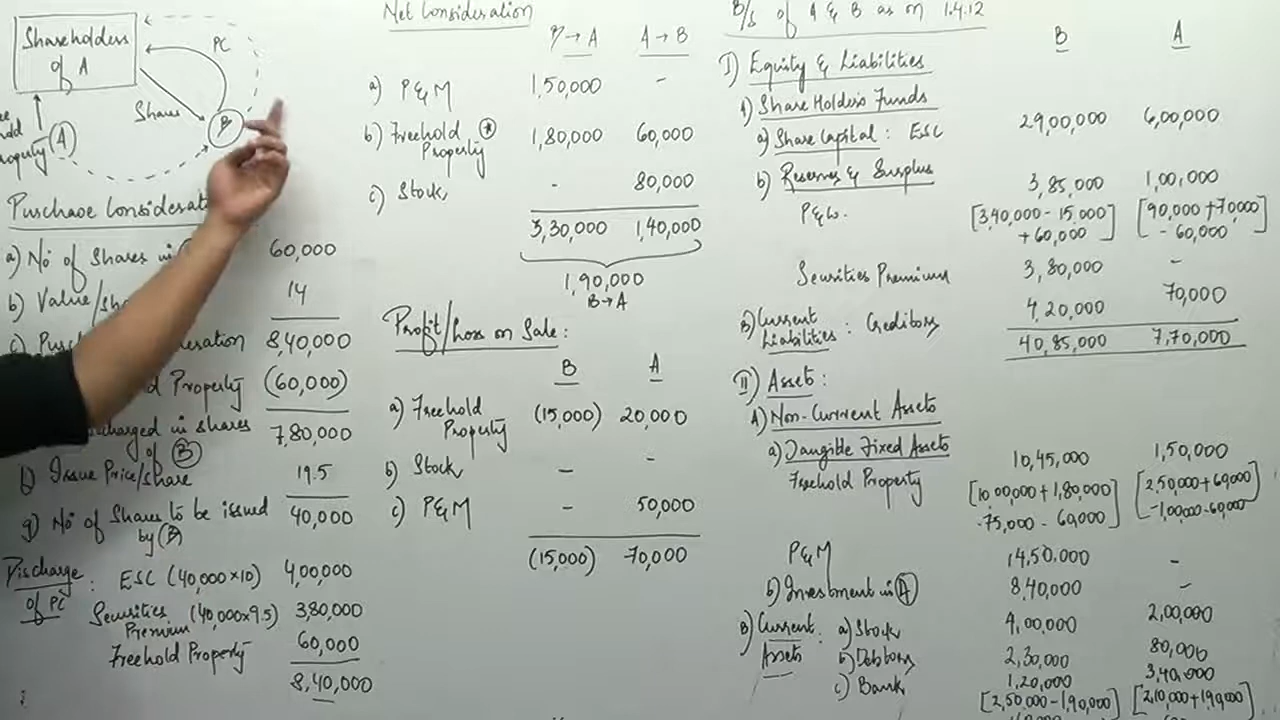 Shareholders
of A
PC
Shares
B
A
Property
Purchase Considerat
a) No of Shares in 60,000
b) Value/sha 14
c) Purc eration 8,40,000
d Property (60,000)
charged in shares 7,80,000
of B
f) Issue Price/share 19.5
g) No of Shares to be issued 40,000
by B
Discharge of PC : ESC (40,000x10) 4,00,000
Securities Premium (40,000x9.5) 3,80,000
Freehold Property 60,000
8,40,000
Net Consideration
B→A A→B
a) P&M 1,50,000 -
b) Freehold Property * 1,80,000 60,000
c) Stock - 80,000
3,30,000 1,40,000
1,90,000
B→A
Profit/Loss on Sale:
B A
a) Freehold Property (15,000) 20,000
b) Stock - -
c) P&M - 50,000
(15,000) 70,000
B/s of A & B as on 1.4.12
B A
I) Equity & Liabilities
1) Share Holders Funds
a) Share Capital: ESC 29,00,000 6,00,000
b) Reserves & Surplus
3,85,000 1,00,000
P&L. [3,40,000 - 15,000 + 60,000] [90,000 + 70,000 - 60,000]
Securities Premium 3,80,000 -
B) Current Liabilities : Creditors 4,20,000 70,000
40,85,000 7,70,000
II) Assets:
A) Non-Current Assets
a) Tangible Fixed Assets
Freehold Property 10,45,000 1,50,000
[10,00,000 + 1,80,000 - 75,000 - 60,000] [2,50,000 + 60,000 - 1,00,000 - 60,000]
P&M 14,50,000 -
b) Investment in A 8,40,000 -
B) Current Assets : a) Stock 4,00,000 2,00,000
b) Debtors 2,30,000 80,000
c) Bank 1,20,000 3,40,000
[2,50,000 - 1,90,000] [2,10,000 + 1,90,000]